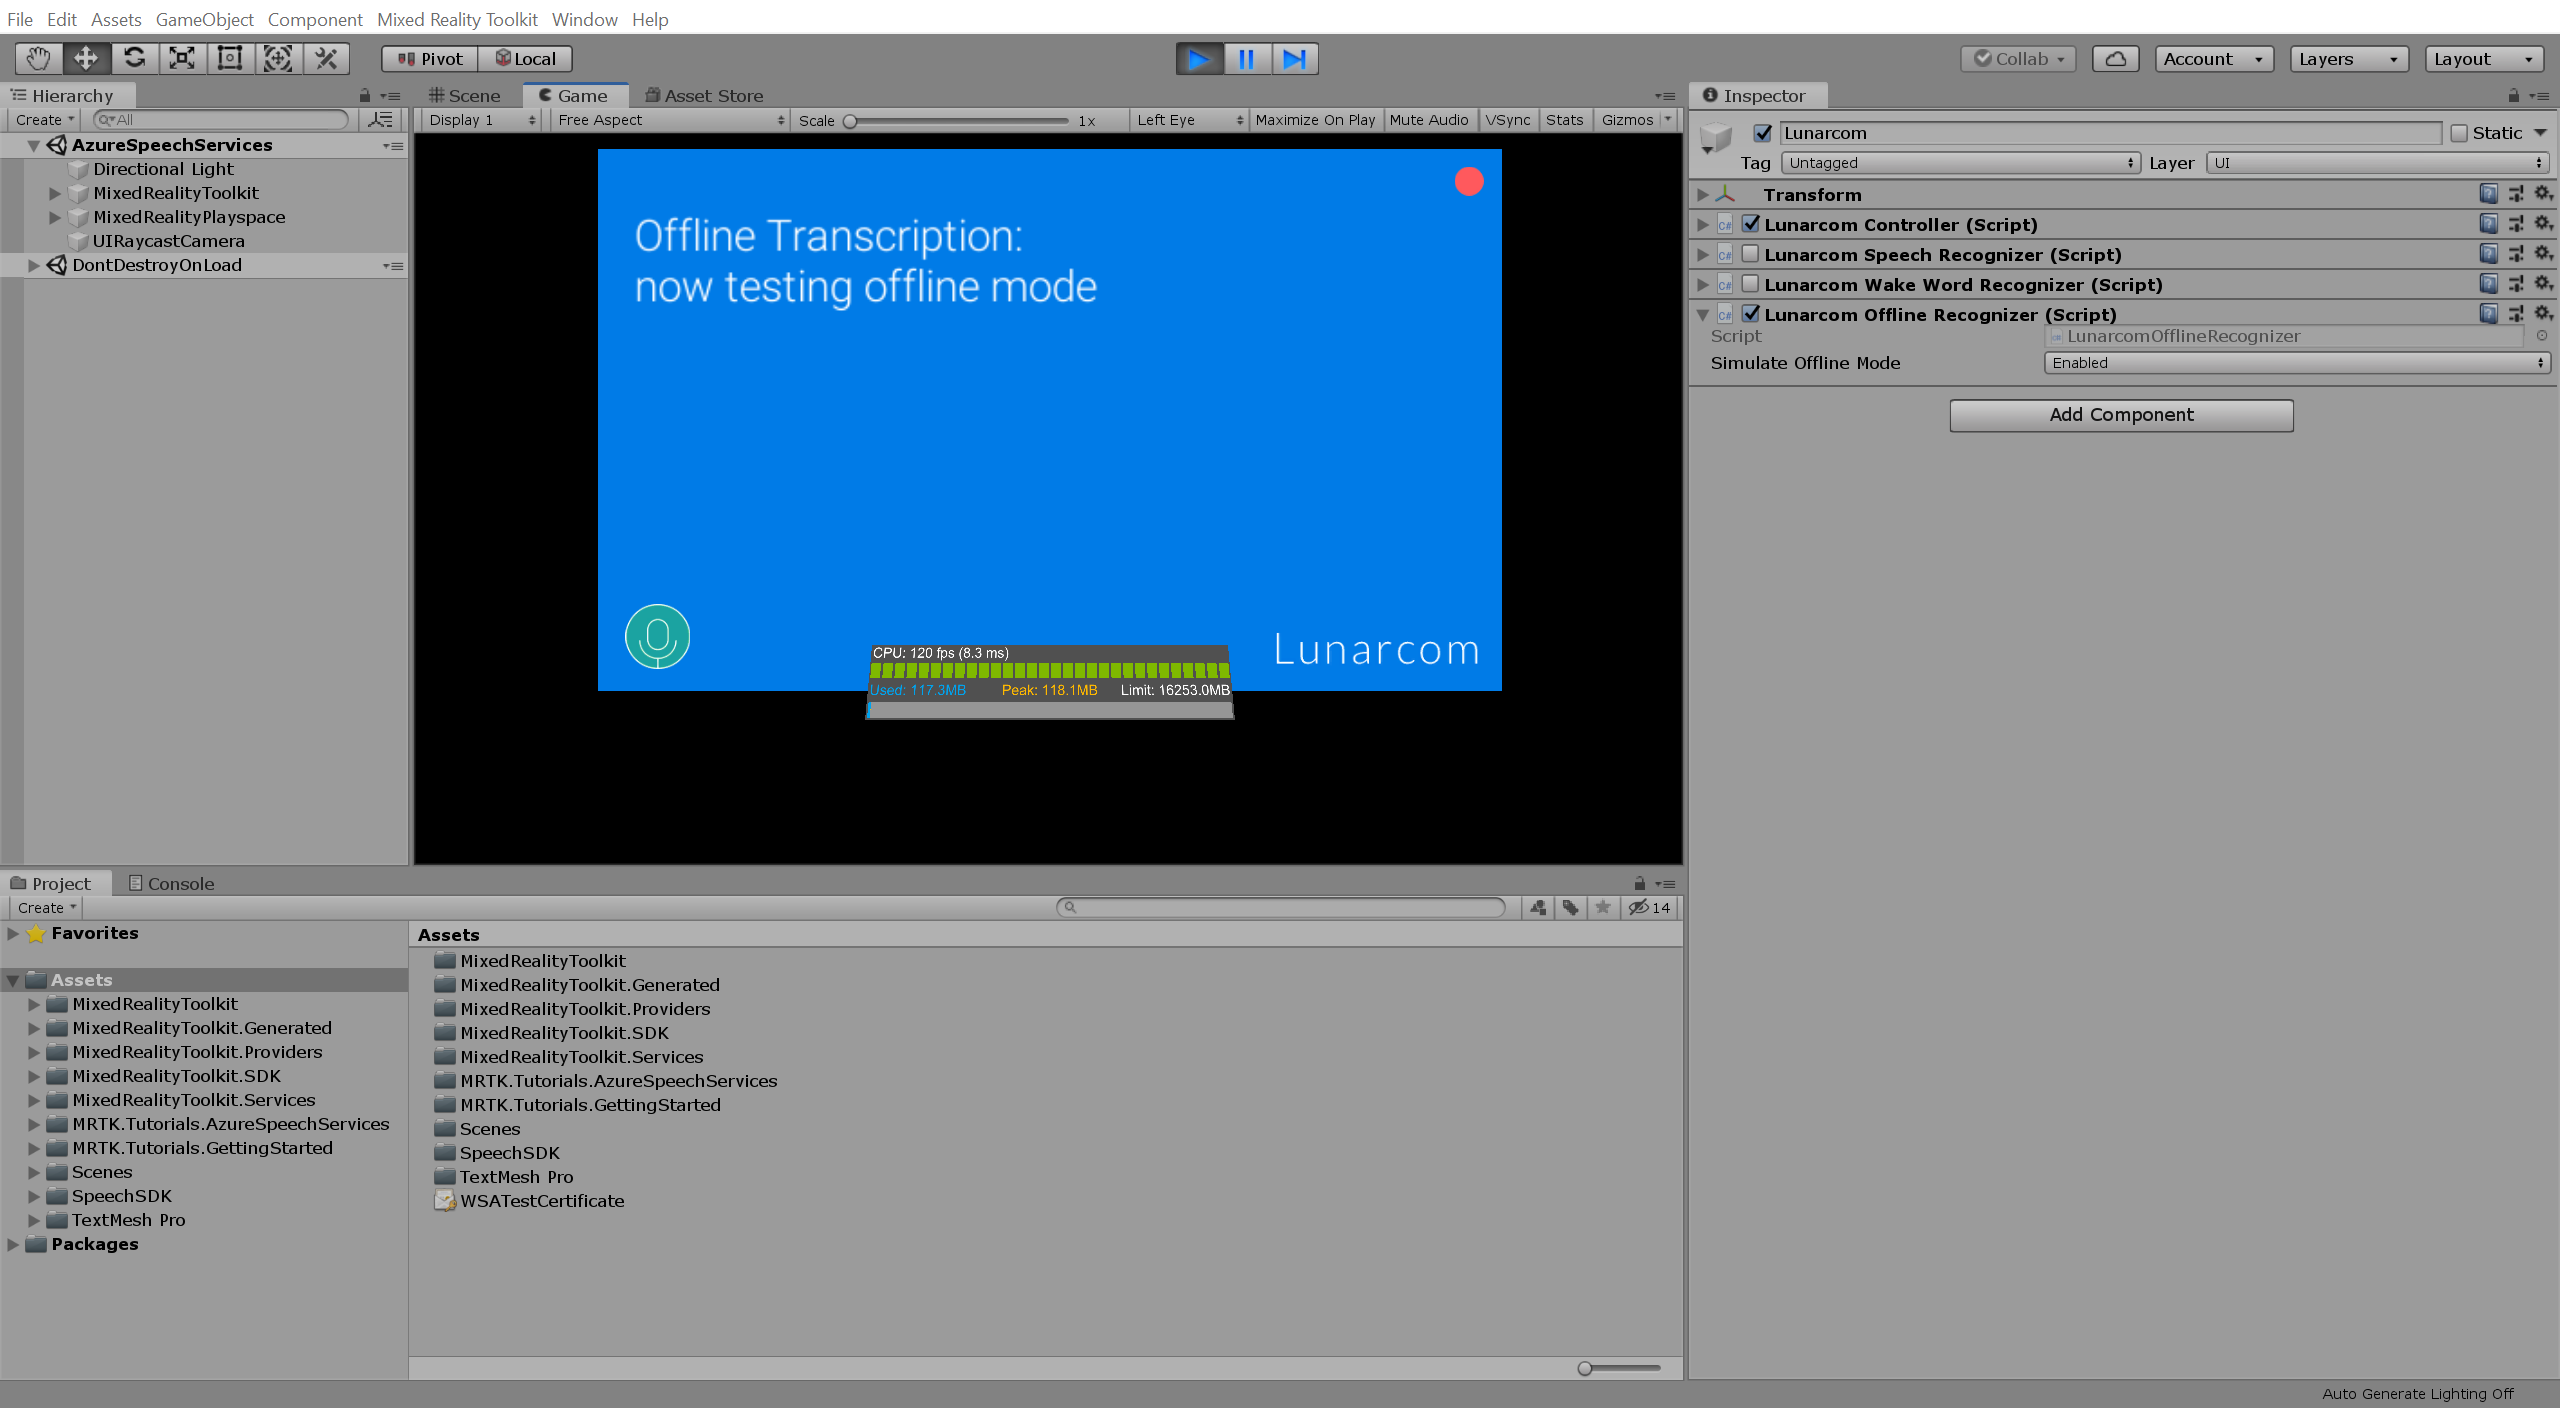 File Edit Assets GameObject Component Mixed Reality Toolkit Window Help
Pivot Local Collab Account Layers Layout
Hierarchy
Create All
AzureSpeechServices
Directional Light
MixedRealityToolkit
MixedRealityPlayspace
UIRaycastCamera
DontDestroyOnLoad
Scene Game Asset Store
Display 1 Free Aspect Scale 1x Left Eye Maximize On Play Mute Audio VSync Stats Gizmos
Offline Transcription:
now testing offline mode
Lunarcom
CPU: 120 fps (8.3 ms)
Used: 117.3MB Peak: 118.1MB Limit: 16253.0MB
Inspector
Lunarcom Static
Tag Untagged Layer UI
Transform
Lunarcom Controller (Script)
Lunarcom Speech Recognizer (Script)
Lunarcom Wake Word Recognizer (Script)
Lunarcom Offline Recognizer (Script)
Script LunarcomOfflineRecognizer
Simulate Offline Mode Enabled
Add Component
Project Console
Create 14
Favorites
Assets
MixedRealityToolkit
MixedRealityToolkit.Generated
MixedRealityToolkit.Providers
MixedRealityToolkit.SDK
MixedRealityToolkit.Services
MRTK.Tutorials.AzureSpeechServices
MRTK.Tutorials.GettingStarted
Scenes
SpeechSDK
TextMesh Pro
Packages
Assets
MixedRealityToolkit
MixedRealityToolkit.Generated
MixedRealityToolkit.Providers
MixedRealityToolkit.SDK
MixedRealityToolkit.Services
MRTK.Tutorials.AzureSpeechServices
MRTK.Tutorials.GettingStarted
Scenes
SpeechSDK
TextMesh Pro
WSATestCertificate
Auto Generate Lighting Off